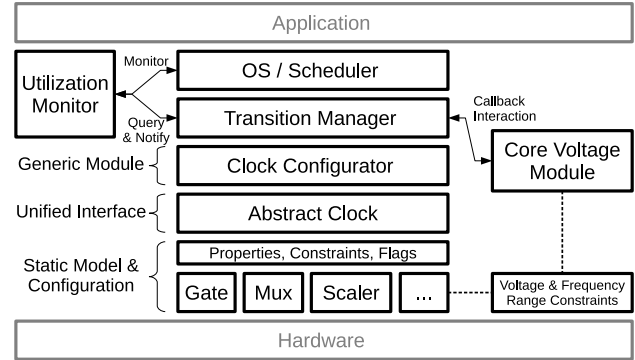 Application
Utilization
Monitor
Monitor
OS / Scheduler
Query
& Notify
Transition Manager
Callback
Interaction
Core Voltage
Module
Generic Module
Clock Configurator
Unified Interface
Abstract Clock
Static Model &
Configuration
Properties, Constraints, Flags
Gate
Mux
Scaler
...
Voltage & Frequency
Range Constraints
Hardware